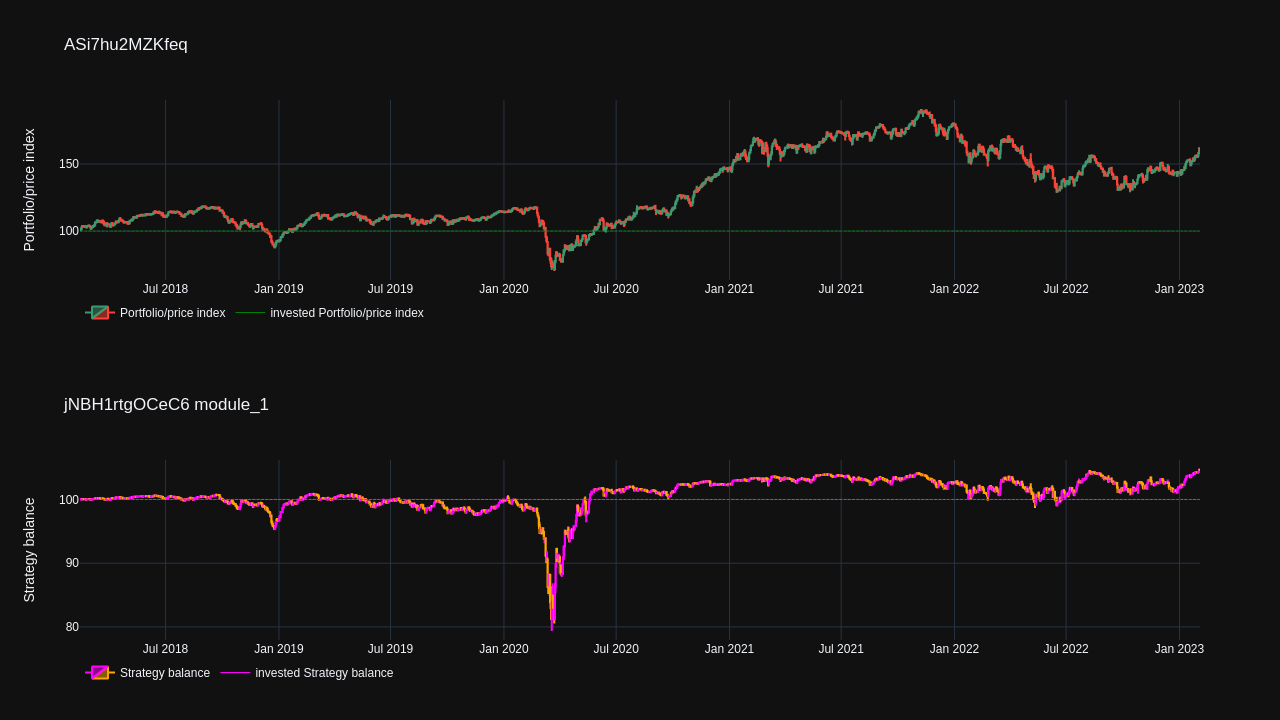 ASi7hu2MZKfeq
Portfolio/price index
150
100
Jul 2018 Jan 2019 Jul 2019 Jan 2020 Jul 2020 Jan 2021 Jul 2021 Jan 2022 Jul 2022 Jan 2023
Portfolio/price index invested Portfolio/price index
jNBH1rtgOCeC6 module_1
Strategy balance
100
90
80
Jul 2018 Jan 2019 Jul 2019 Jan 2020 Jul 2020 Jan 2021 Jul 2021 Jan 2022 Jul 2022 Jan 2023
Strategy balance invested Strategy balance